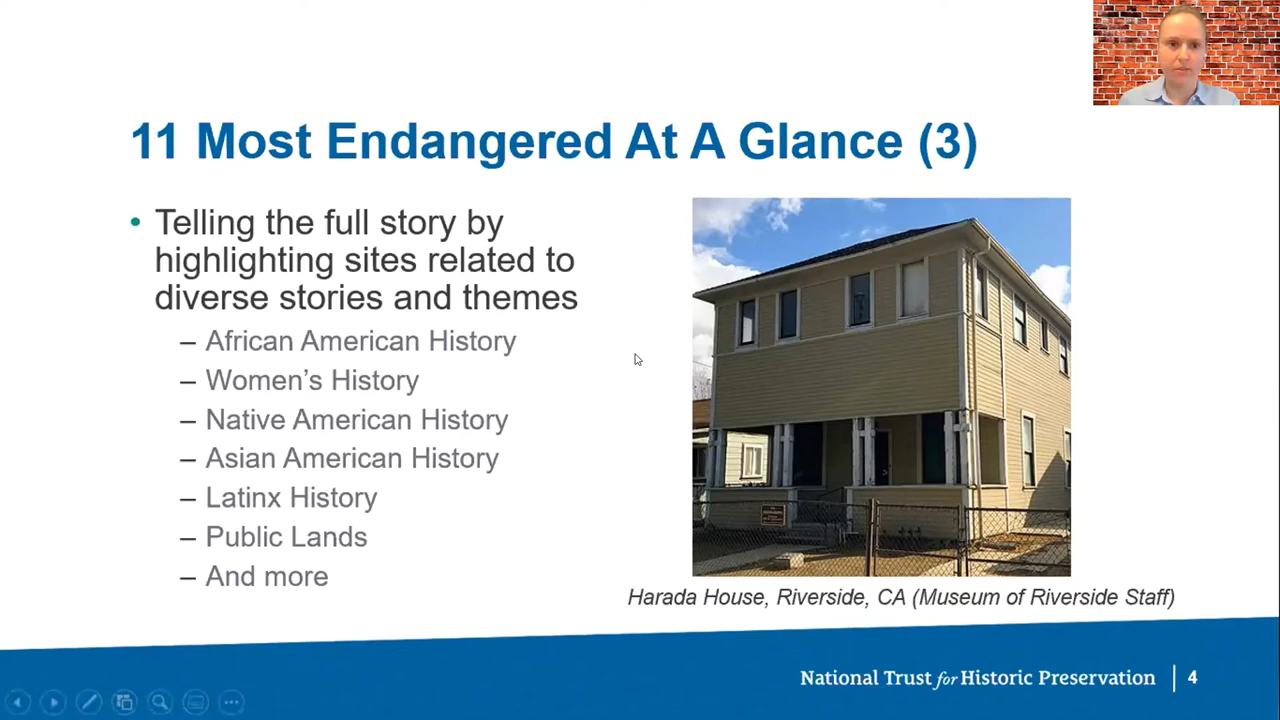 11 Most Endangered At A Glance (3)
• Telling the full story by
highlighting sites related to
diverse stories and themes
– African American History
– Women’s History
– Native American History
– Asian American History
– Latinx History
– Public Lands
– And more
Harada House, Riverside, CA (Museum of Riverside Staff)
National Trust for Historic Preservation | 4